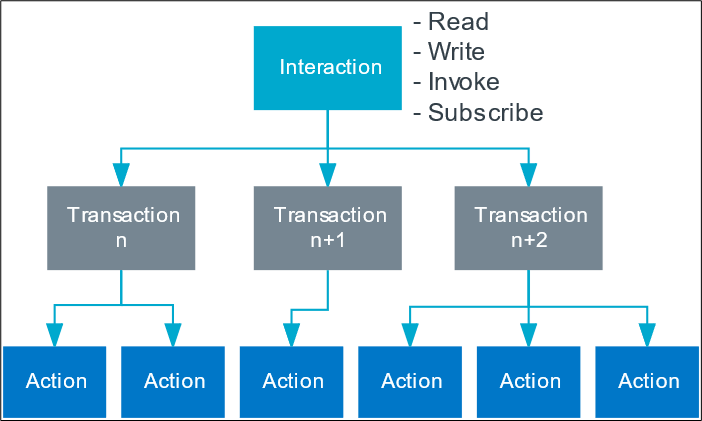 Interaction
- Read
- Write
- Invoke
- Subscribe
Transaction
n
Transaction
n+1
Transaction
n+2
Action
Action
Action
Action
Action
Action